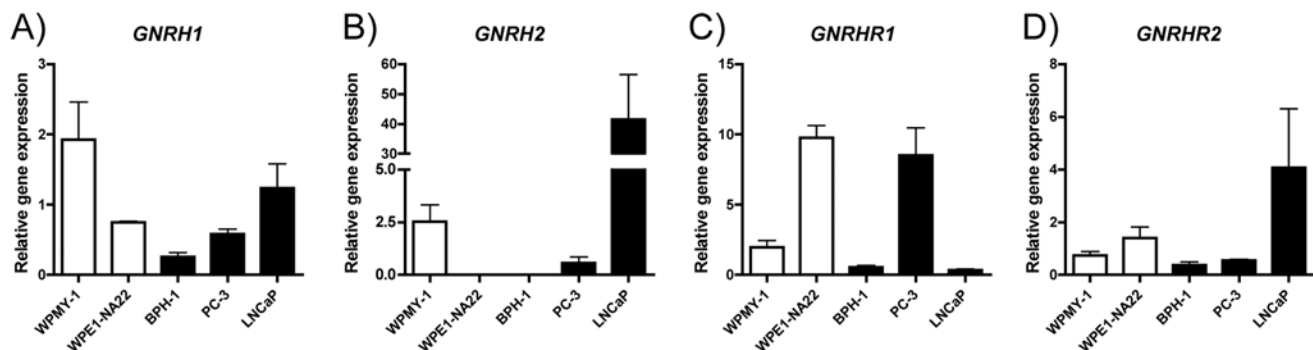 A)
GNRH1
Relative gene expression
3
2
1
0
WPMY-1
WPE1-NA22
BPH-1
PC-3
LNCaP
B)
GNRH2
Relative gene expression
60
50
40
30
5.0
2.5
0.0
WPMY-1
WPE1-NA22
BPH-1
PC-3
LNCaP
C)
GNRHR1
Relative gene expression
15
10
5
0
WPMY-1
WPE1-NA22
BPH-1
PC-3
LNCaP
D)
GNRHR2
Relative gene expression
8
6
4
2
0
WPMY-1
WPE1-NA22
BPH-1
PC-3
LNCaP